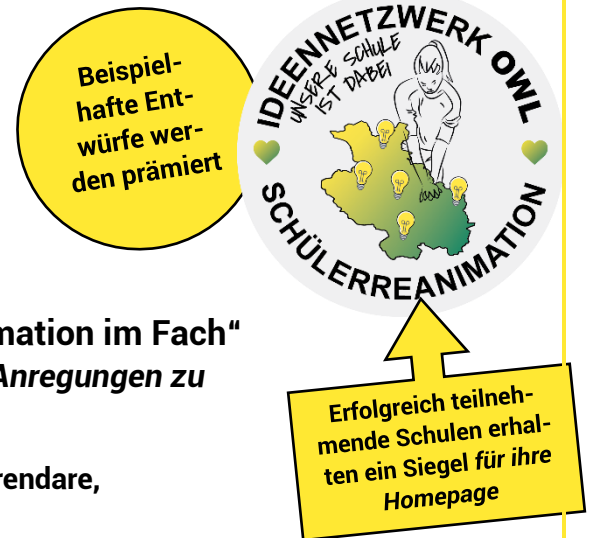 Beispiel-
hafte Ent-
würfe wer-
den prämiert
IDEENNETZWERK OWL
UNSERE SCHULE
IST DABEI
SCHÜLERREANIMATION
mation im Fach“
Anregungen zu
rendare,
Erfolgreich teilneh-
mende Schulen erhal-
ten ein Siegel für ihre
Homepage